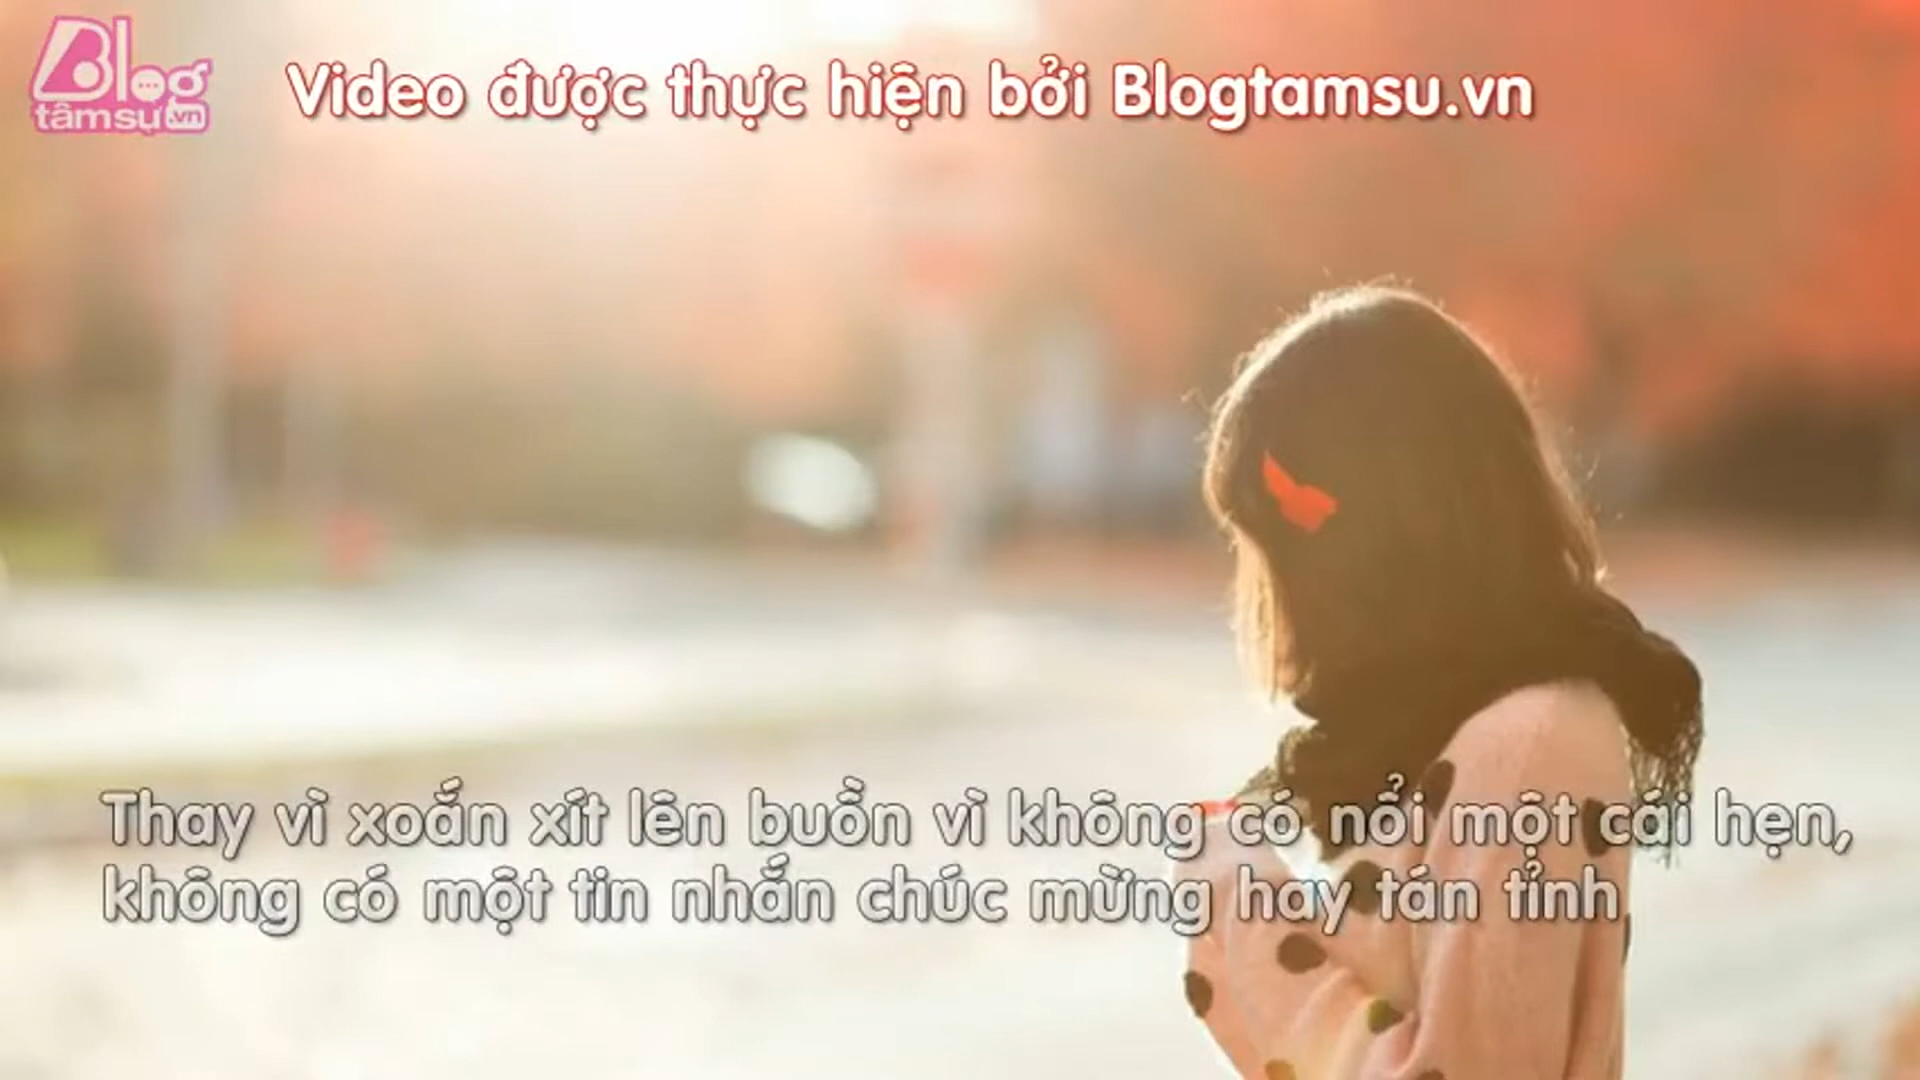 Blog
tâmsự.vn
Video được thực hiện bởi Blogtamsu.vn
Thay vì xoắn xít lên buồn vì không có nổi một cái hẹn,
không có một tin nhắn chúc mừng hay tán tỉnh